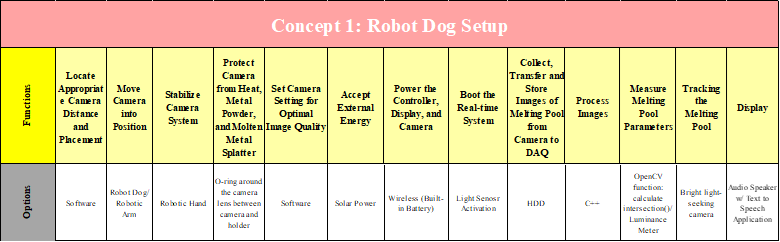 Concept 1: Robot Dog Setup
Functions
Locate
Appropriat
e Camera
Distance
and
Placement
Move
Camera
into
Position
Stabilize
Camera
System
Protect
Camera
from Heat,
Metal
Powder,
and Molten
Metal
Splatter
Set Camera
Setting for
Optimal
Image Quality
Accept
External
Energy
Power the
Controller,
Display, and
Camera
Boot the
Real-time
System
Collect,
Transfer and
Store
Images of
Melting Pool
from
Camera to
DAQ
Process
Images
Measure
Melting
Pool
Parameters
Tracking
the
Melting
Pool
Display
Options
Software
Robot Dog/
Robotic
Arm
Robotic Hand
O-ring around
the camera
lens between
camera and
holder
Software
Solar Power
Wireless (Built-
in Battery)
Light Senosr
Activation
HDD
C++
OpenCV
function:
calculate
intersection()/
Luminance
Meter
Bright light-
seeking
camera
Audio Speaker
w/ Text to
Speech
Application